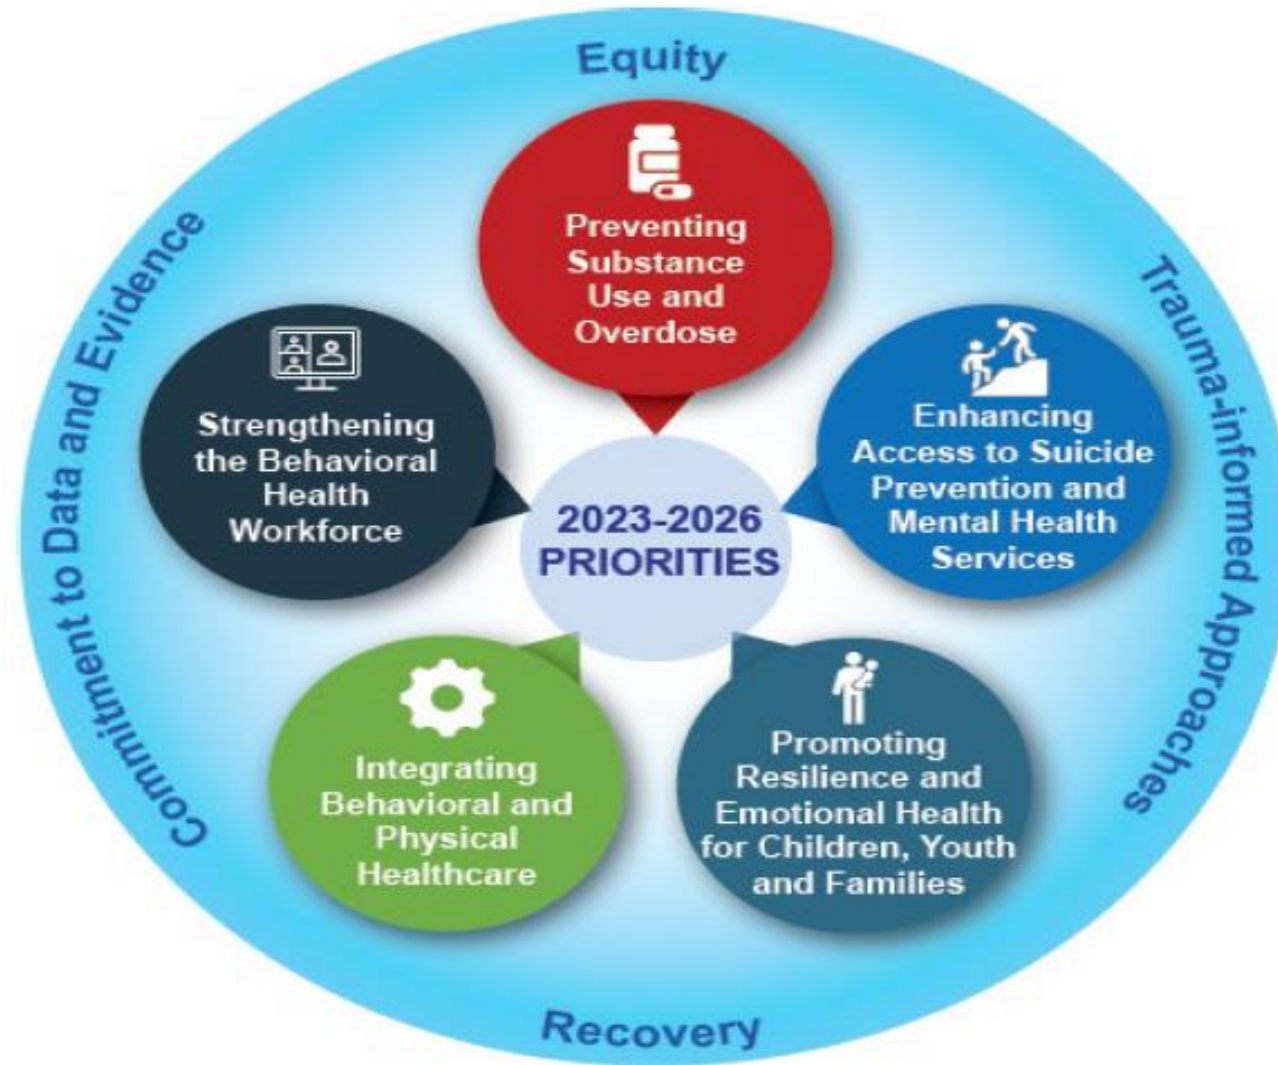 Equity
Preventing
Substance
Use and
Overdose
Enhancing
Access to Suicide
Prevention and
Mental Health
Services
Promoting
Resilience and
Emotional Health
for Children, Youth
and Families
Integrating
Behavioral and
Physical
Healthcare
Strengthening
the Behavioral
Health
Workforce
2023-2026
PRIORITIES
Trauma-informed Approaches
Recovery
Commitment to Data and Evidence